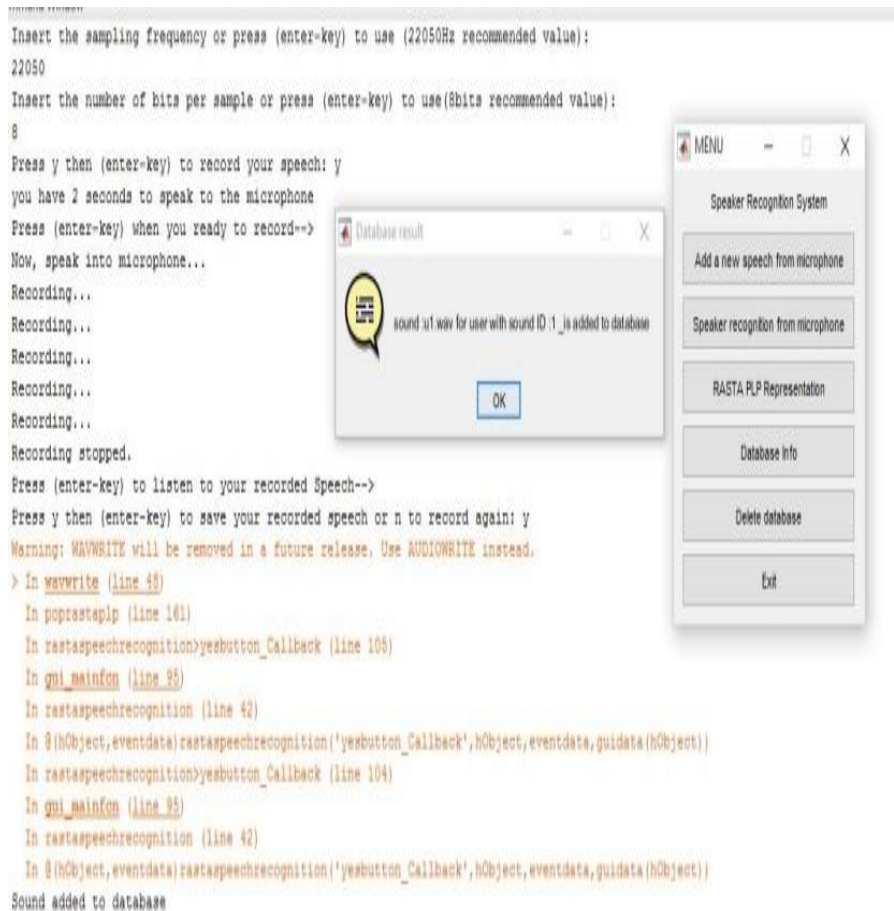 Insert the sampling frequency or press (enter-key) to use (22050Hz recommended value):
22050
Insert the number of bits per sample or press (enter-key) to use(8bits recommended value):
8
Press y then (enter-key) to record your speech: y
you have 2 seconds to speak to the microphone
Press (enter-key) when you ready to record-->
Now, speak into microphone...
Recording...
Recording...
Recording...
Recording...
Recording...
Recording stopped.
Press (enter-key) to listen to your recorded Speech-->
Press y then (enter-key) to save your recorded speech or n to record again: y
Warning: WAVWRITE will be removed in a future release. Use AUDIOWRITE instead.
> In wavwrite (line 48)
In poprastaplp (line 161)
In rastaspeechrecognition>yesbutton_Callback (line 105)
In gui_mainfcn (line 95)
In rastaspeechrecognition (line 42)
In @(hObject,eventdata)rastaspeechrecognition('yesbutton_Callback',hObject,eventdata,guidata(hObject))
In rastaspeechrecognition>yesbutton_Callback (line 104)
In gui_mainfcn (line 95)
In rastaspeechrecognition (line 42)
In @(hObject,eventdata)rastaspeechrecognition('yesbutton_Callback',hObject,eventdata,guidata(hObject))
Sound added to database
Database result
sound :u1.wav for user with sound ID :1 _is added to database
OK
MENU
Speaker Recognition System
Add a new speech from microphone
Speaker recognition from microphone
RASTA PLP Representation
Database Info
Delete database
Exit